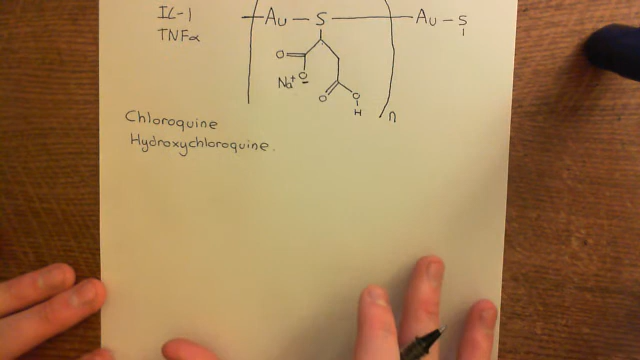 IL-1
TNFα
Au — S — Au — S
O
O
Na+ −
O
O
H
n
Chloroquine
Hydroxychloroquine.